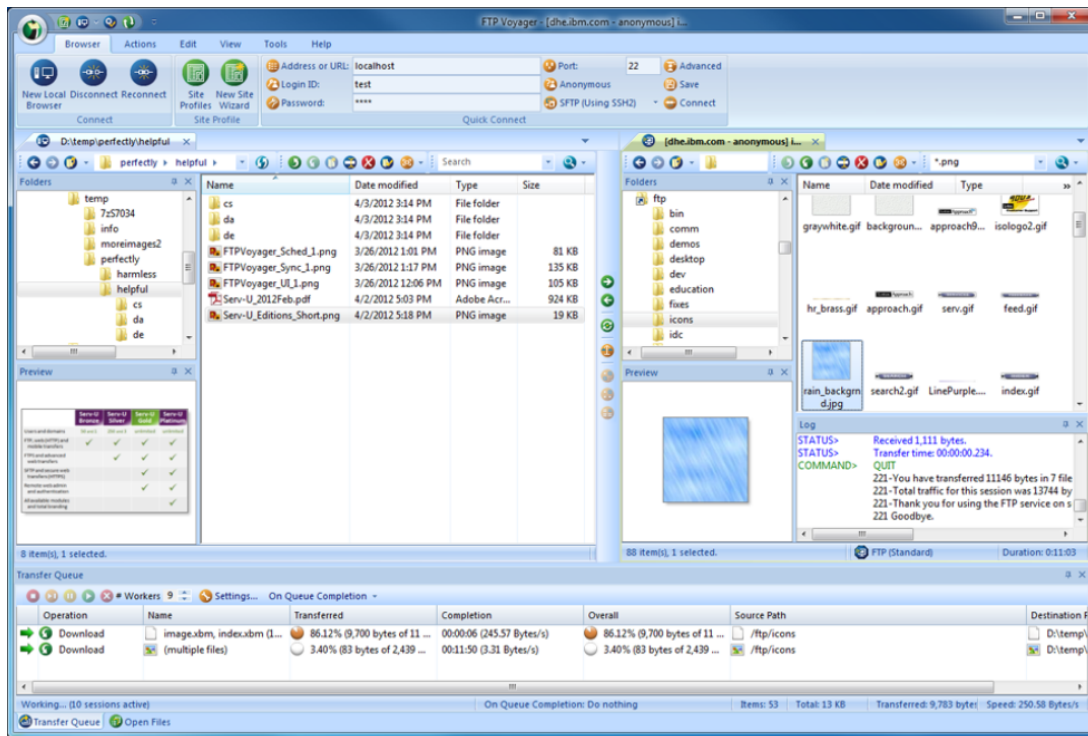 FTP Voyager - [dhe.ibm.com - anonymous] i...
Browser Actions Edit View Tools Help
New Local Browser
Disconnect
Reconnect
Connect
Site Profiles
New Site Wizard
Site Profile
Address or URL: localhost
Login ID: test
Password: ****
Port: 22
Anonymous
SFTP (Using SSH2)
Advanced
Save
Connect
Quick Connect
D:\temp\perfectly\helpful
perfectly helpful
Search
Folders
temp
7zS7034
info
moreimages2
perfectly
harmless
helpful
cs
da
de
Name Date modified Type Size
cs 4/3/2012 3:14 PM File folder
da 4/3/2012 3:14 PM File folder
de 4/3/2012 3:14 PM File folder
FTPVoyager_Sched_1.png 3/26/2012 1:01 PM PNG image 81 KB
FTPVoyager_Sync_1.png 3/26/2012 1:17 PM PNG image 135 KB
FTPVoyager_UI_1.png 3/26/2012 12:06 PM PNG image 105 KB
Serv-U_2012Feb.pdf 4/2/2012 5:03 PM Adobe Acr... 924 KB
Serv-U_Editions_Short.png 4/2/2012 5:18 PM PNG image 19 KB
Preview
Serv-U Bronze Serv-U Silver Serv-U Gold Serv-U Platinum
Users and domains
8 item(s), 1 selected.
[dhe.ibm.com - anonymous] i...
*.png
Folders
ftp
bin
comm
demos
desktop
dev
education
fixes
icons
idc
Preview
Name Date modified Type
graywhite.gif backgroun... approach9... isologo2.gif
hr_brass.gif approach.gif serv.gif feed.gif
rain_backgrn
d.jpg
search2.gif LinePurple.... index.gif
Log
STATUS> Received 1,111 bytes.
STATUS> Transfer time: 00:00:00.234.
COMMAND> QUIT
221-You have transferred 11146 bytes in 7 file
221-Total traffic for this session was 13744 by
221-Thank you for using the FTP service on s
221 Goodbye.
88 item(s), 1 selected. FTP (Standard) Duration: 0:11:03
Transfer Queue
# Workers 9 Settings... On Queue Completion
Operation Name Transferred Completion Overall Source Path Destination P
Download image.xbm, index.xbm (1... 86.12% (9,700 bytes of 11 ... 00:00:06 (245.57 Bytes/s) 86.12% (9,700 bytes of 11 ... /ftp/icons D:\temp\
Download (multiple files) 3.40% (83 bytes of 2,439 ... 00:11:50 (3.31 Bytes/s) 3.40% (83 bytes of 2,439 ... /ftp/icons D:\temp\
Working... (10 sessions active) On Queue Completion: Do nothing Items: 53 Total: 13 KB Transferred: 9,783 bytes Speed: 250.58 Bytes/s
Transfer Queue Open Files